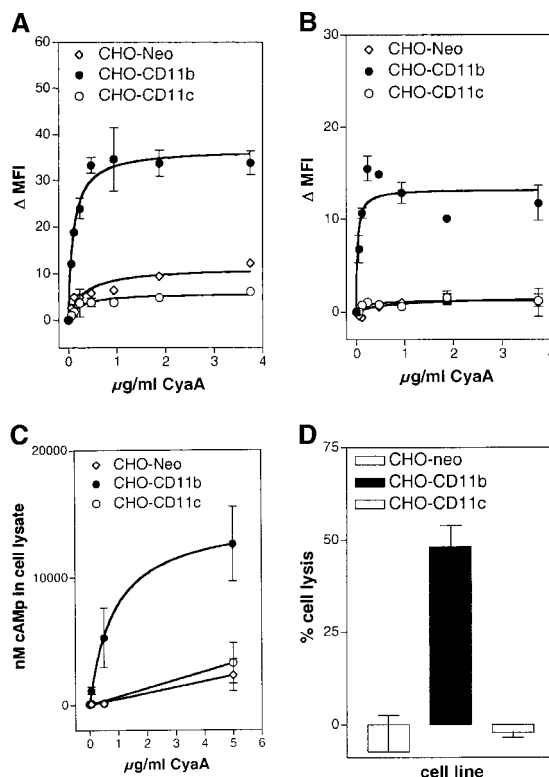 A
CHO-Neo
CHO-CD11b
CHO-CD11c
60
50
40
30
20
10
0
Δ MFI
0 1 2 3 4
µg/ml CyaA
B
CHO-Neo
CHO-CD11b
CHO-CD11c
30
20
10
0
Δ MFI
0 1 2 3 4
µg/ml CyaA
C
CHO-Neo
CHO-CD11b
CHO-CD11c
20000
10000
0
nM cAMp in cell lysate
0 1 2 3 4 5 6
µg/ml CyaA
D
CHO-neo
CHO-CD11b
CHO-CD11c
75
50
25
0
% cell lysis
cell line